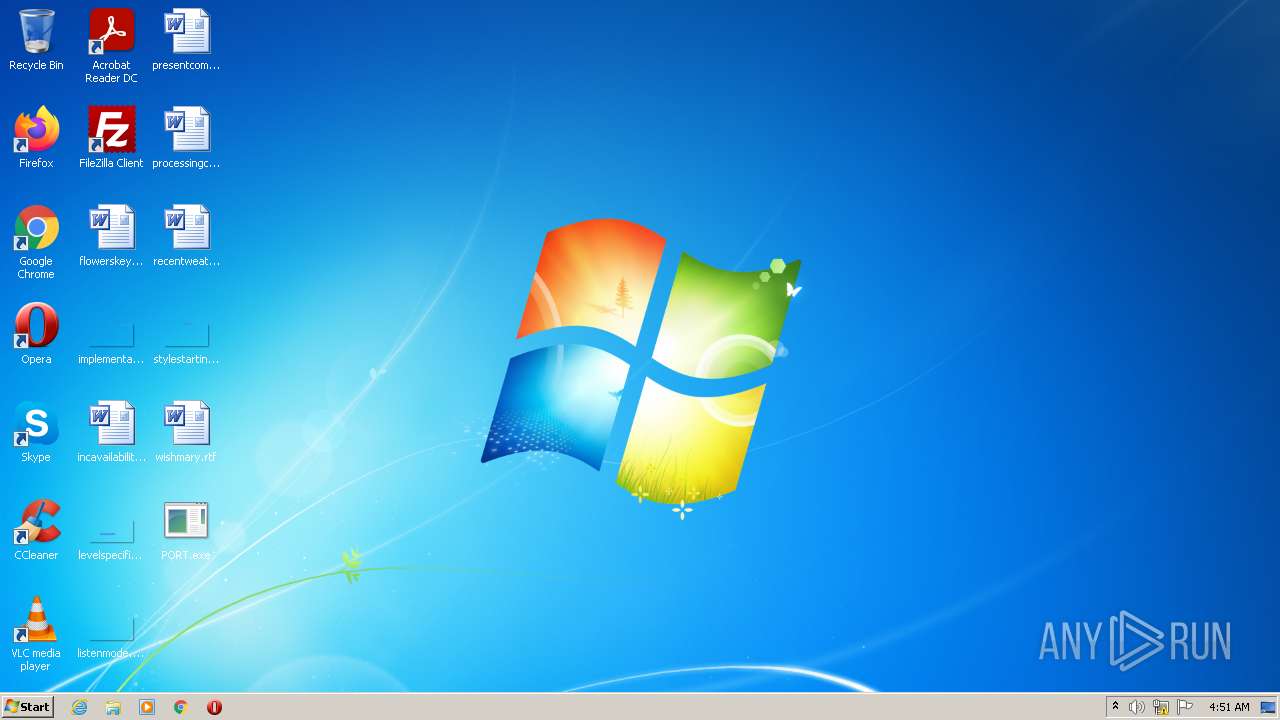 Recycle Bin
Acrobat
Reader DC
presentcom...
Firefox
FileZilla Client
processingc...
Google
Chrome
flowerskey...
recentweat...
Opera
implementa...
stylestartin...
Skype
incavailabilit...
wishmary.rtf
CCleaner
levelspecifi...
PORT.exe
VLC media
player
listenmode....
ANY RUN
Start
4:51 AM